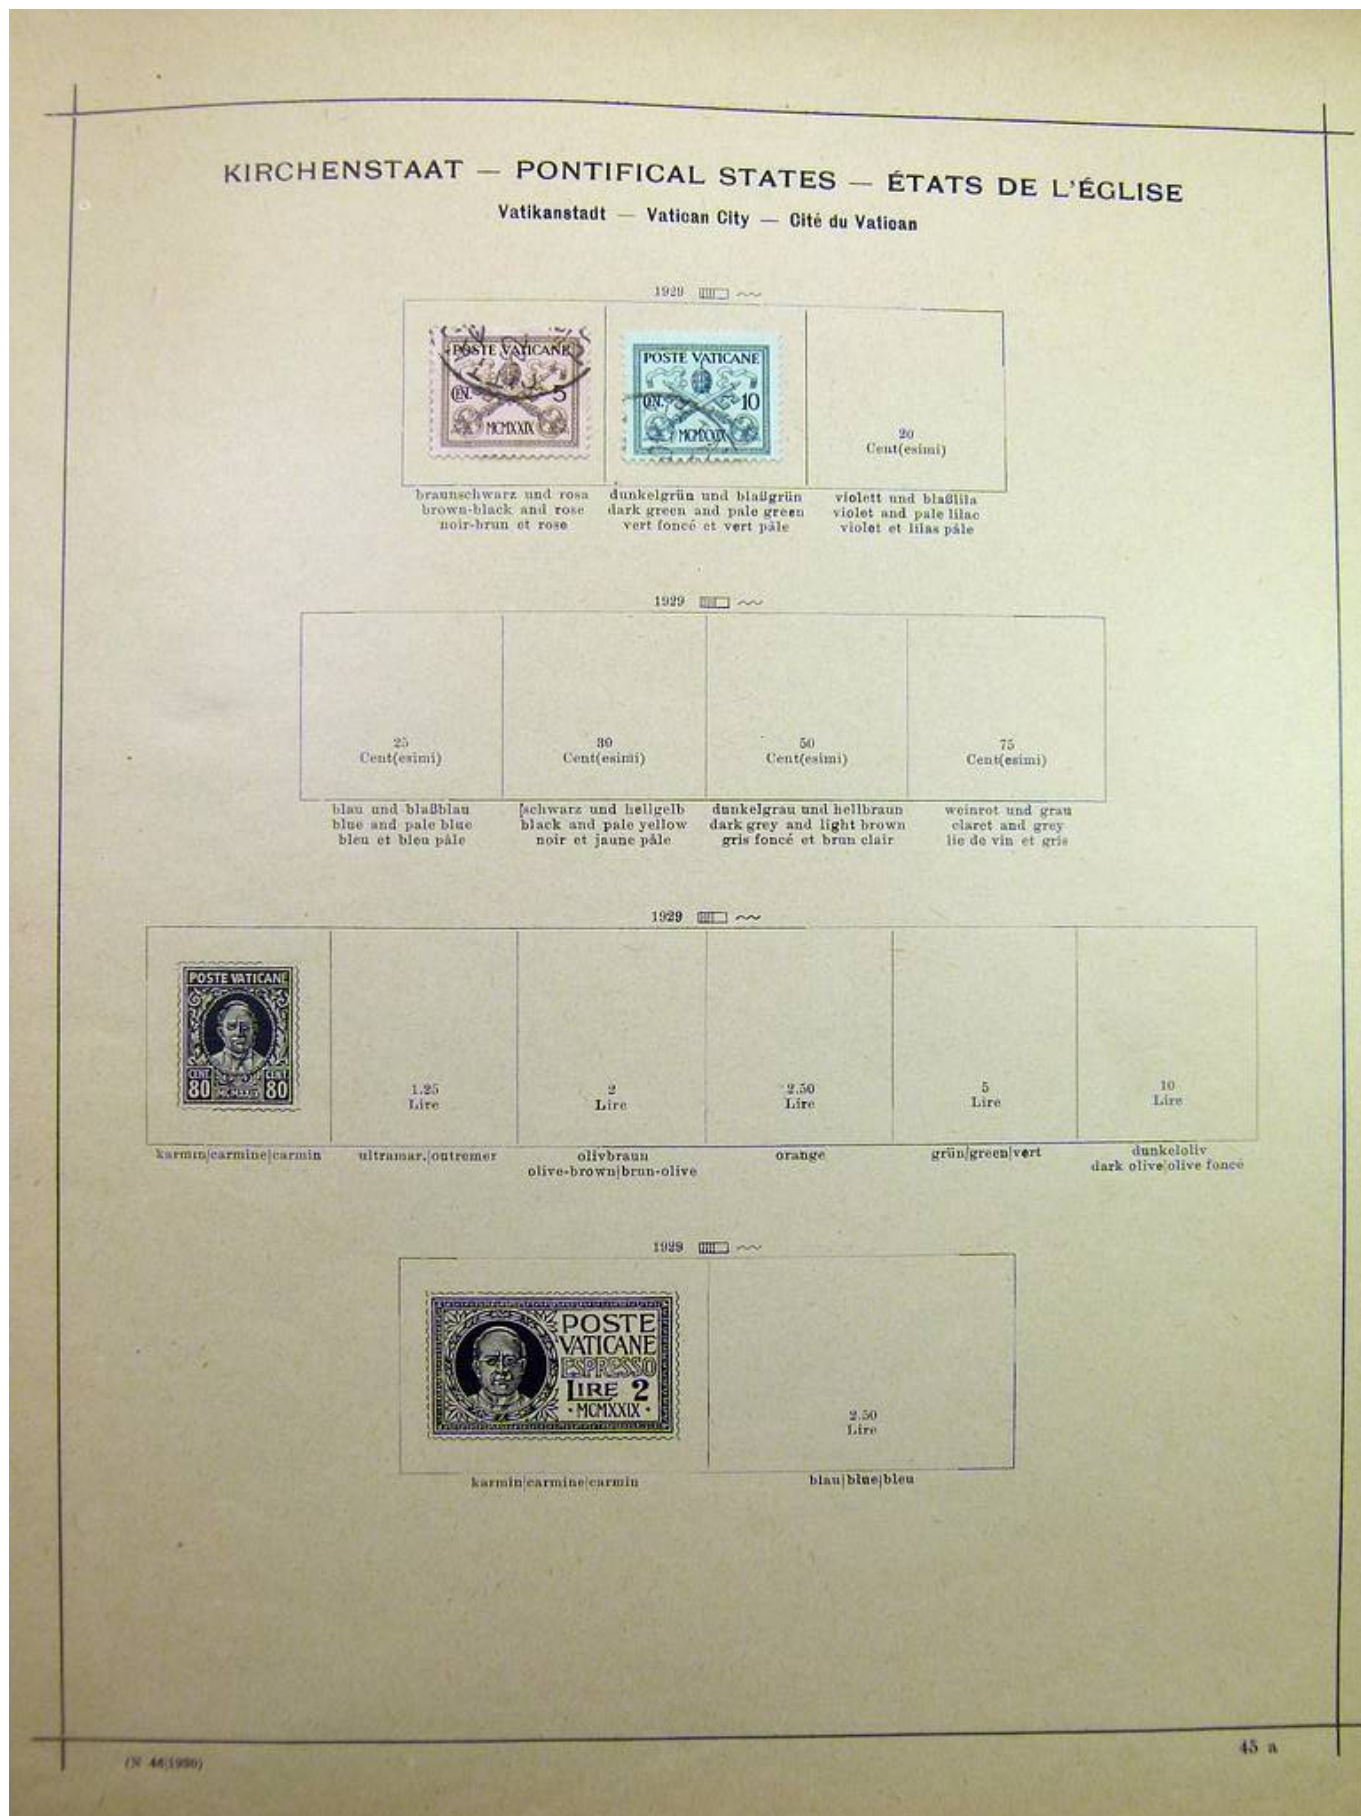 KIRCHENSTAAT — PONTIFICAL STATES — ÉTATS DE L'ÉGLISE
Vatikanstadt — Vatican City — Cité du Vatican
1929
POSTE VATICANE
CENT. 5
MCMXXIX
POSTE VATICANE
CENT. 10
MCMXXIX
20
Cent(esimi)
braunschwarz und rosa
brown-black and rose
noir-brun et rose
dunkelgrün und blaßgrün
dark green and pale green
vert foncé et vert pâle
violett und blaßlila
violet and pale lilac
violet et lilas pâle
1929
25
Cent(esimi)
30
Cent(esimi)
50
Cent(esimi)
75
Cent(esimi)
blau und blaßblau
blue and pale blue
bleu et bleu pâle
schwarz und hellgelb
black and pale yellow
noir et jaune pâle
dunkelgrau und hellbraun
dark grey and light brown
gris foncé et brun clair
weinrot und grau
claret and grey
lie de vin et gris
1929
POSTE VATICANE
CENT CENT
80 MCMXXIX 80
1.25
Lire
2
Lire
2.50
Lire
5
Lire
10
Lire
karmin|carmine|carmin
ultramar.|outremer
olivbraun
olive-brown|brun-olive
orange
grün|green|vert
dunkeloliv
dark olive|olive foncé
1929
POSTE
VATICANE
ESPRESSO
LIRE 2
· MCMXXIX ·
2.50
Lire
karmin|carmine|carmin
blau|blue|bleu
45 a